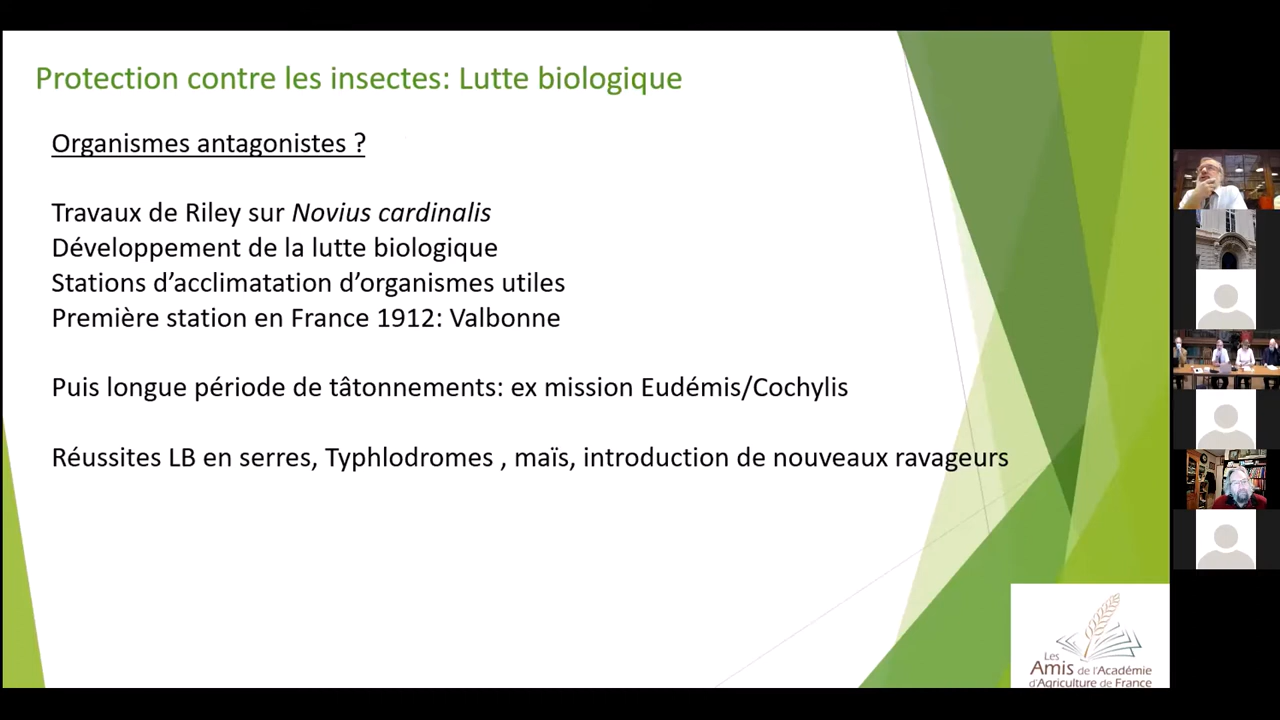 Protection contre les insectes: Lutte biologique
Organismes antagonistes ?
Travaux de Riley sur Novius cardinalis
Développement de la lutte biologique
Stations d’acclimatation d’organismes utiles
Première station en France 1912: Valbonne
Puis longue période de tâtonnements: ex mission Eudémis/Cochylis
Réussites LB en serres, Typhlodromes , maïs, introduction de nouveaux ravageurs
Les
Amis de l’Académie
d’Agriculture de France